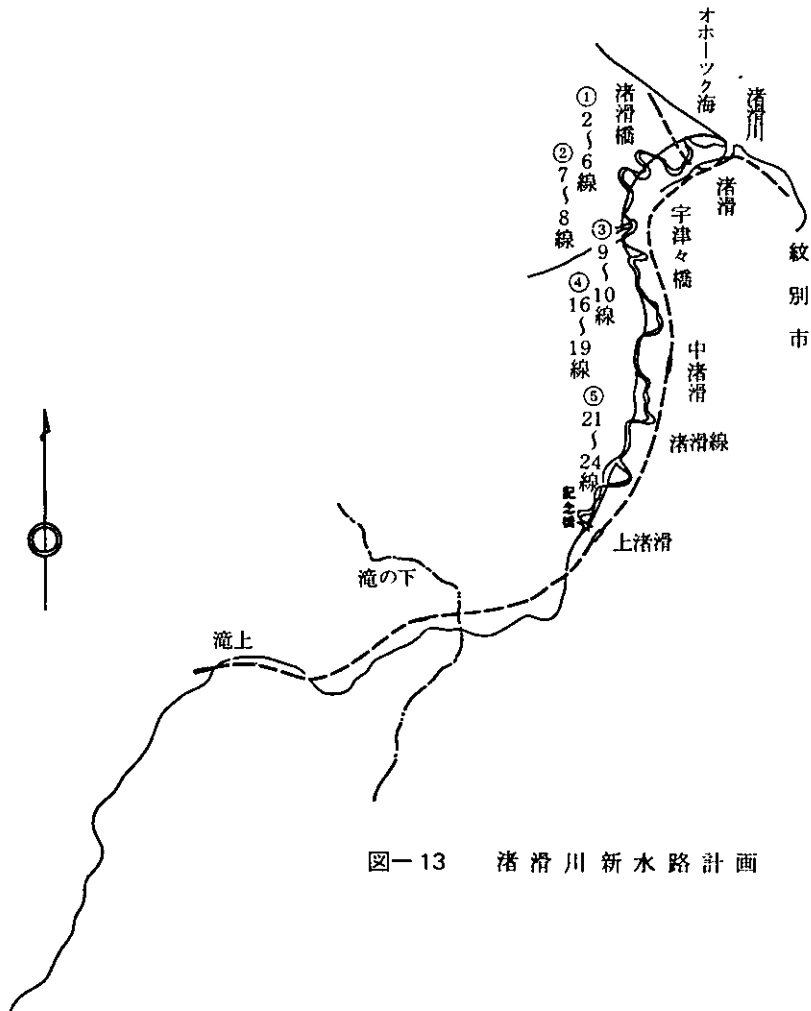 オホーツク海
渚滑川
渚滑橋
① 2〜6線
② 7〜8線
渚滑
宇津々橋
紋別市
③ 9〜10線
④ 16〜19線
中渚滑
⑤ 21〜24線
渚滑線
記念橋
上渚滑
滝の下
滝上
図—13 渚滑川新水路計画